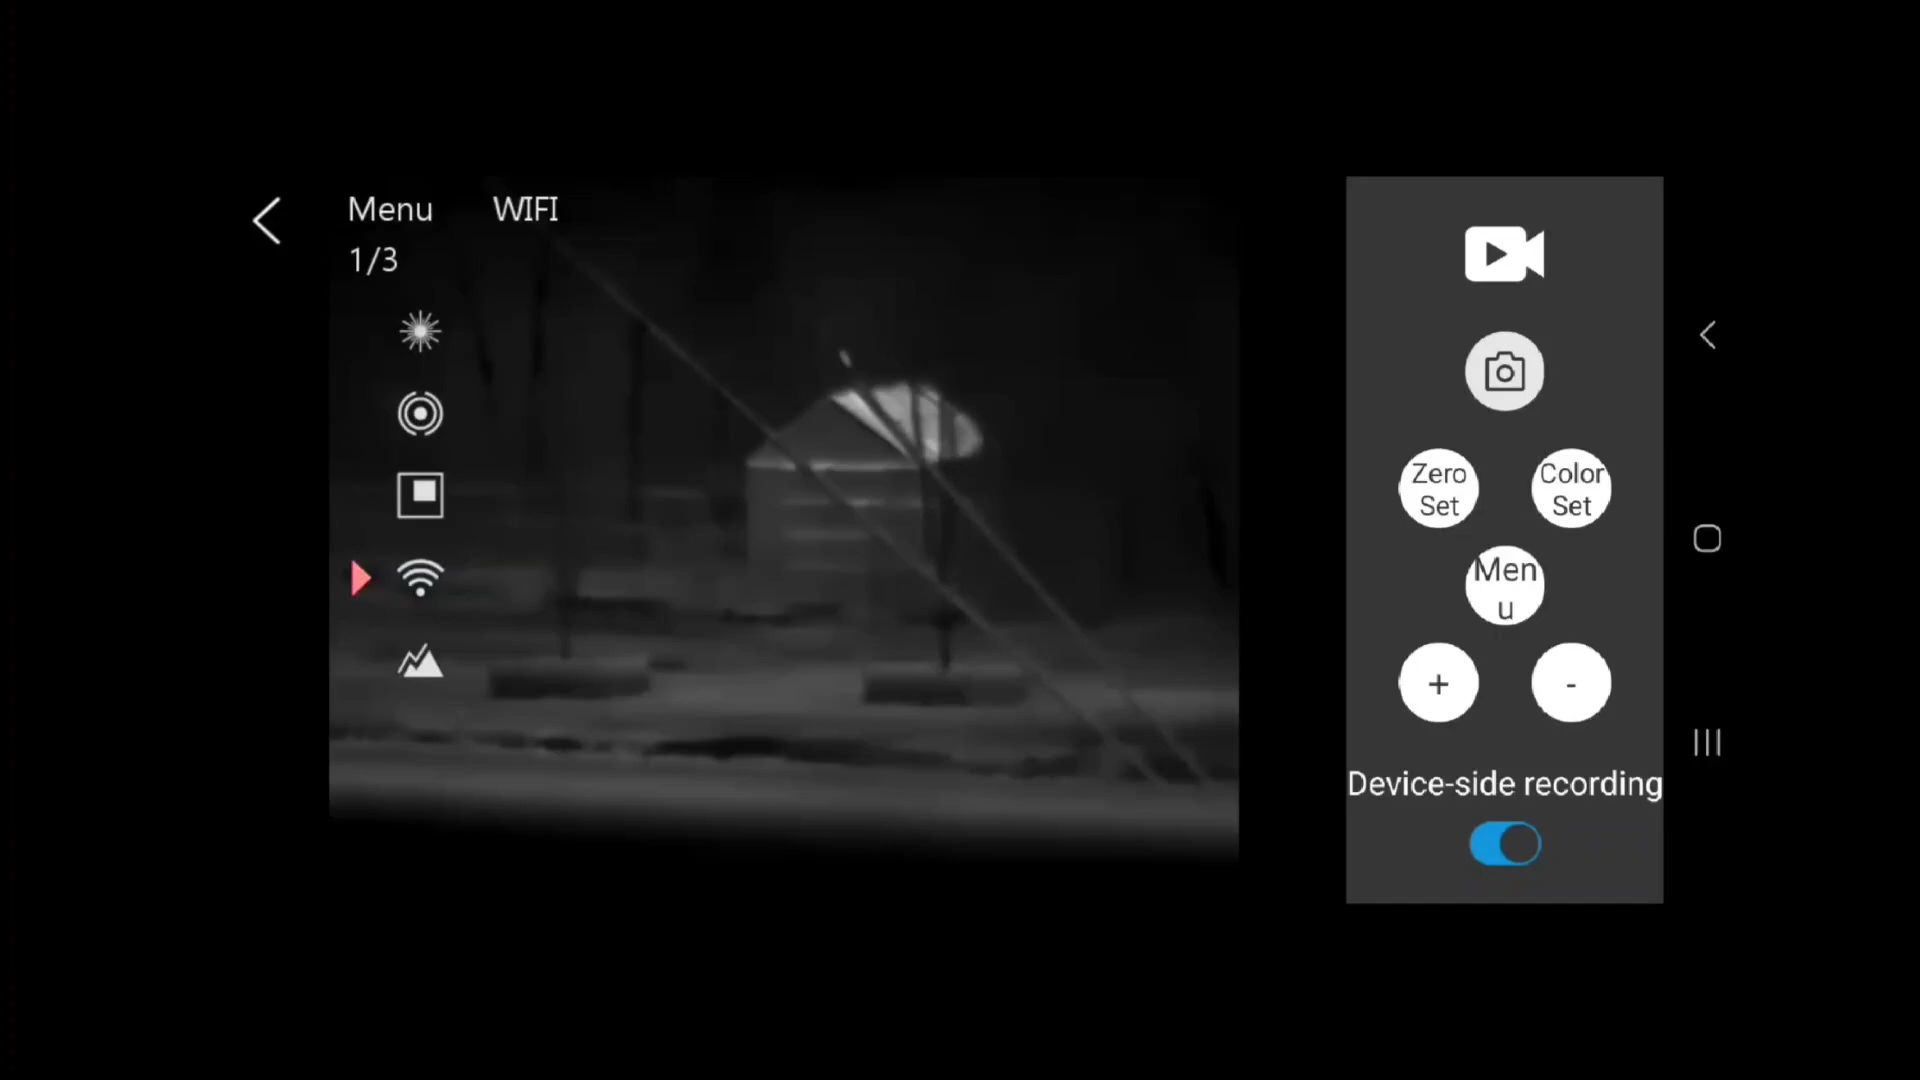 Menu WIFI
1/3
Zero
Set
Color
Set
Men
u
+
-
Device-side recording